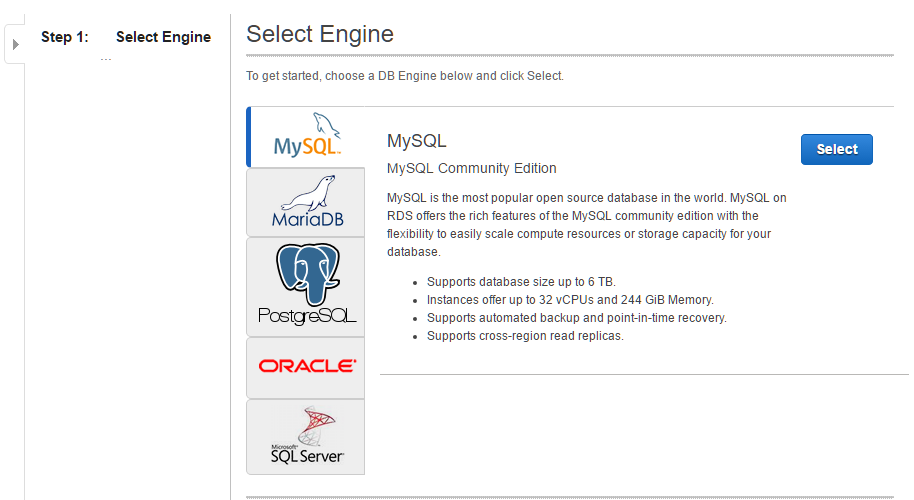 Step 1: Select Engine
...
Select Engine
To get started, choose a DB Engine below and click Select.
MySQL™
MySQL
Select
MySQL Community Edition
MySQL is the most popular open source database in the world. MySQL on
RDS offers the rich features of the MySQL community edition with the
flexibility to easily scale compute resources or storage capacity for your
database.
• Supports database size up to 6 TB.
• Instances offer up to 32 vCPUs and 244 GiB Memory.
• Supports automated backup and point-in-time recovery.
• Supports cross-region read replicas.
MariaDB
PostgreSQL
ORACLE®
Microsoft®
SQL Server®